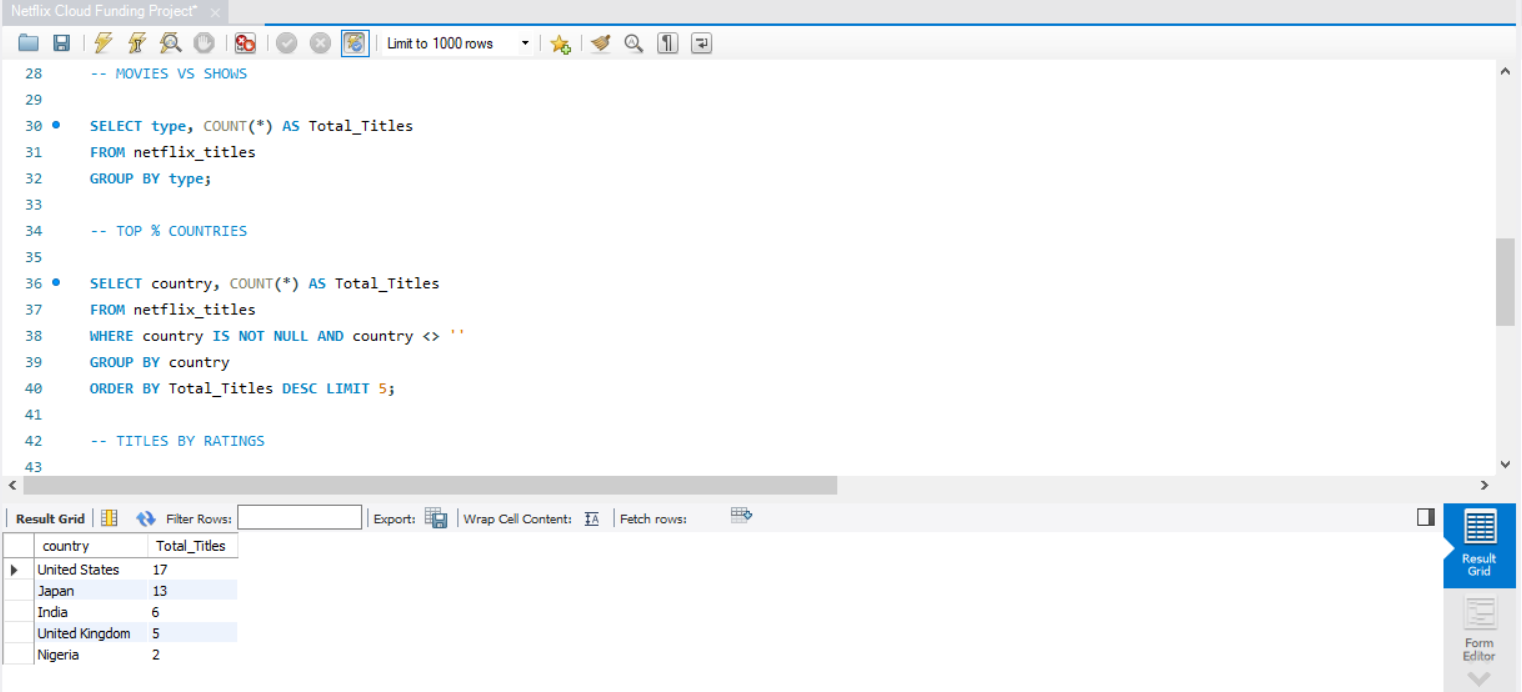 Netflix Cloud Funding Project*
Limit to 1000 rows
28 -- MOVIES VS SHOWS
29
30 SELECT type, COUNT(*) AS Total_Titles
31 FROM netflix_titles
32 GROUP BY type;
33
34 -- TOP % COUNTRIES
35
36 SELECT country, COUNT(*) AS Total_Titles
37 FROM netflix_titles
38 WHERE country IS NOT NULL AND country <> ''
39 GROUP BY country
40 ORDER BY Total_Titles DESC LIMIT 5;
41
42 -- TITLES BY RATINGS
43
Result Grid Filter Rows: Export: Wrap Cell Content: Fetch rows:
country Total_Titles
United States 17
Japan 13
India 6
United Kingdom 5
Nigeria 2
Result
Grid
Form
Editor